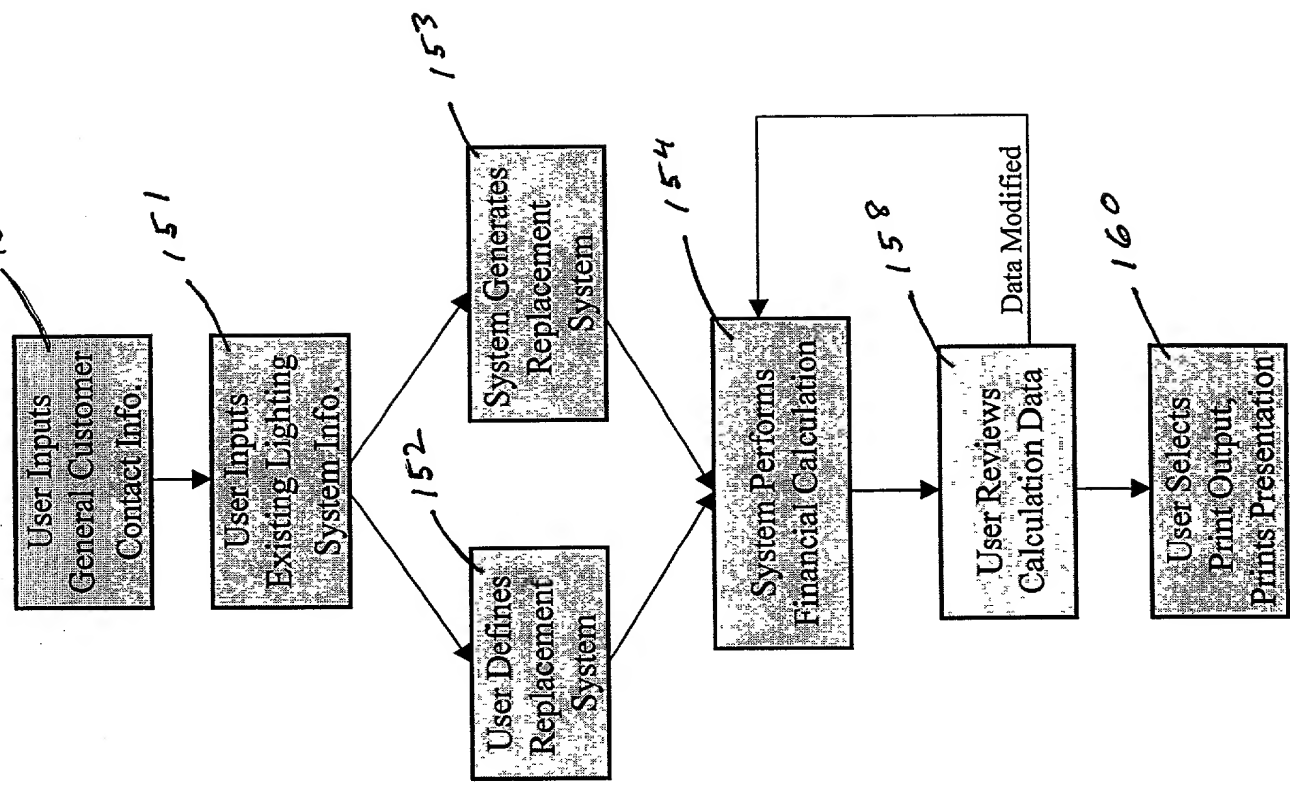 User Inputs
General Customer
Contact Info.
151
User Inputs
Existing Lighting
System Info.
152
User Defines
Replacement
System
153
System Generates
Replacement
System
154
System Performs
Financial Calculation
Data Modified
158
User Reviews
Calculation Data
160
User Selects
Print Output,
Prints Presentation